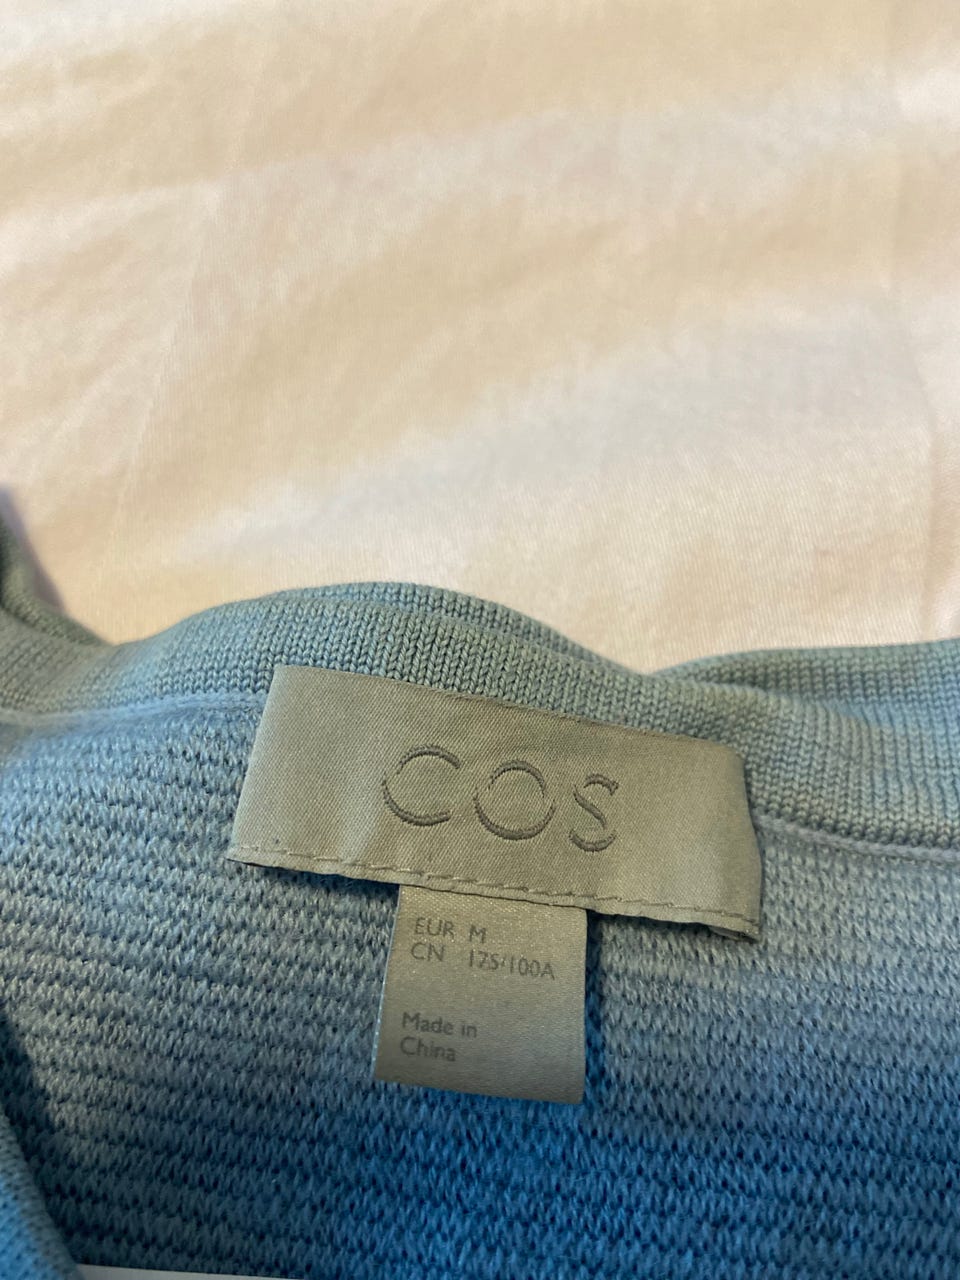 COS
EUR M
CN 175/100A
Made in
China